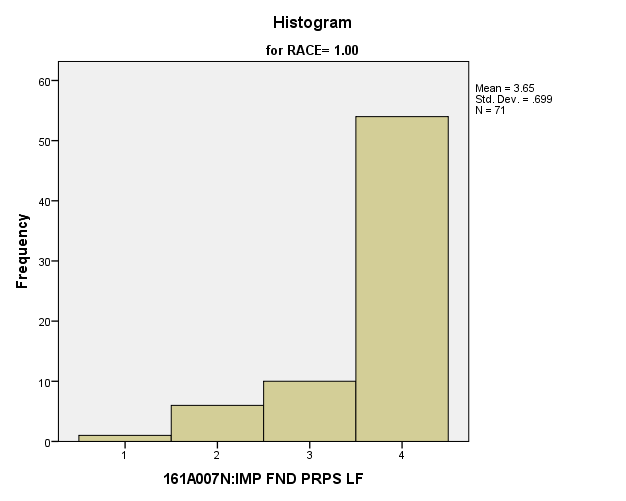 Histogram
for RACE= 1.00
Mean = 3.65
Std. Dev. = .699
N = 71
60
50
40
30
20
10
0
Frequency
1 2 3 4
161A007N:IMP FND PRPS LF